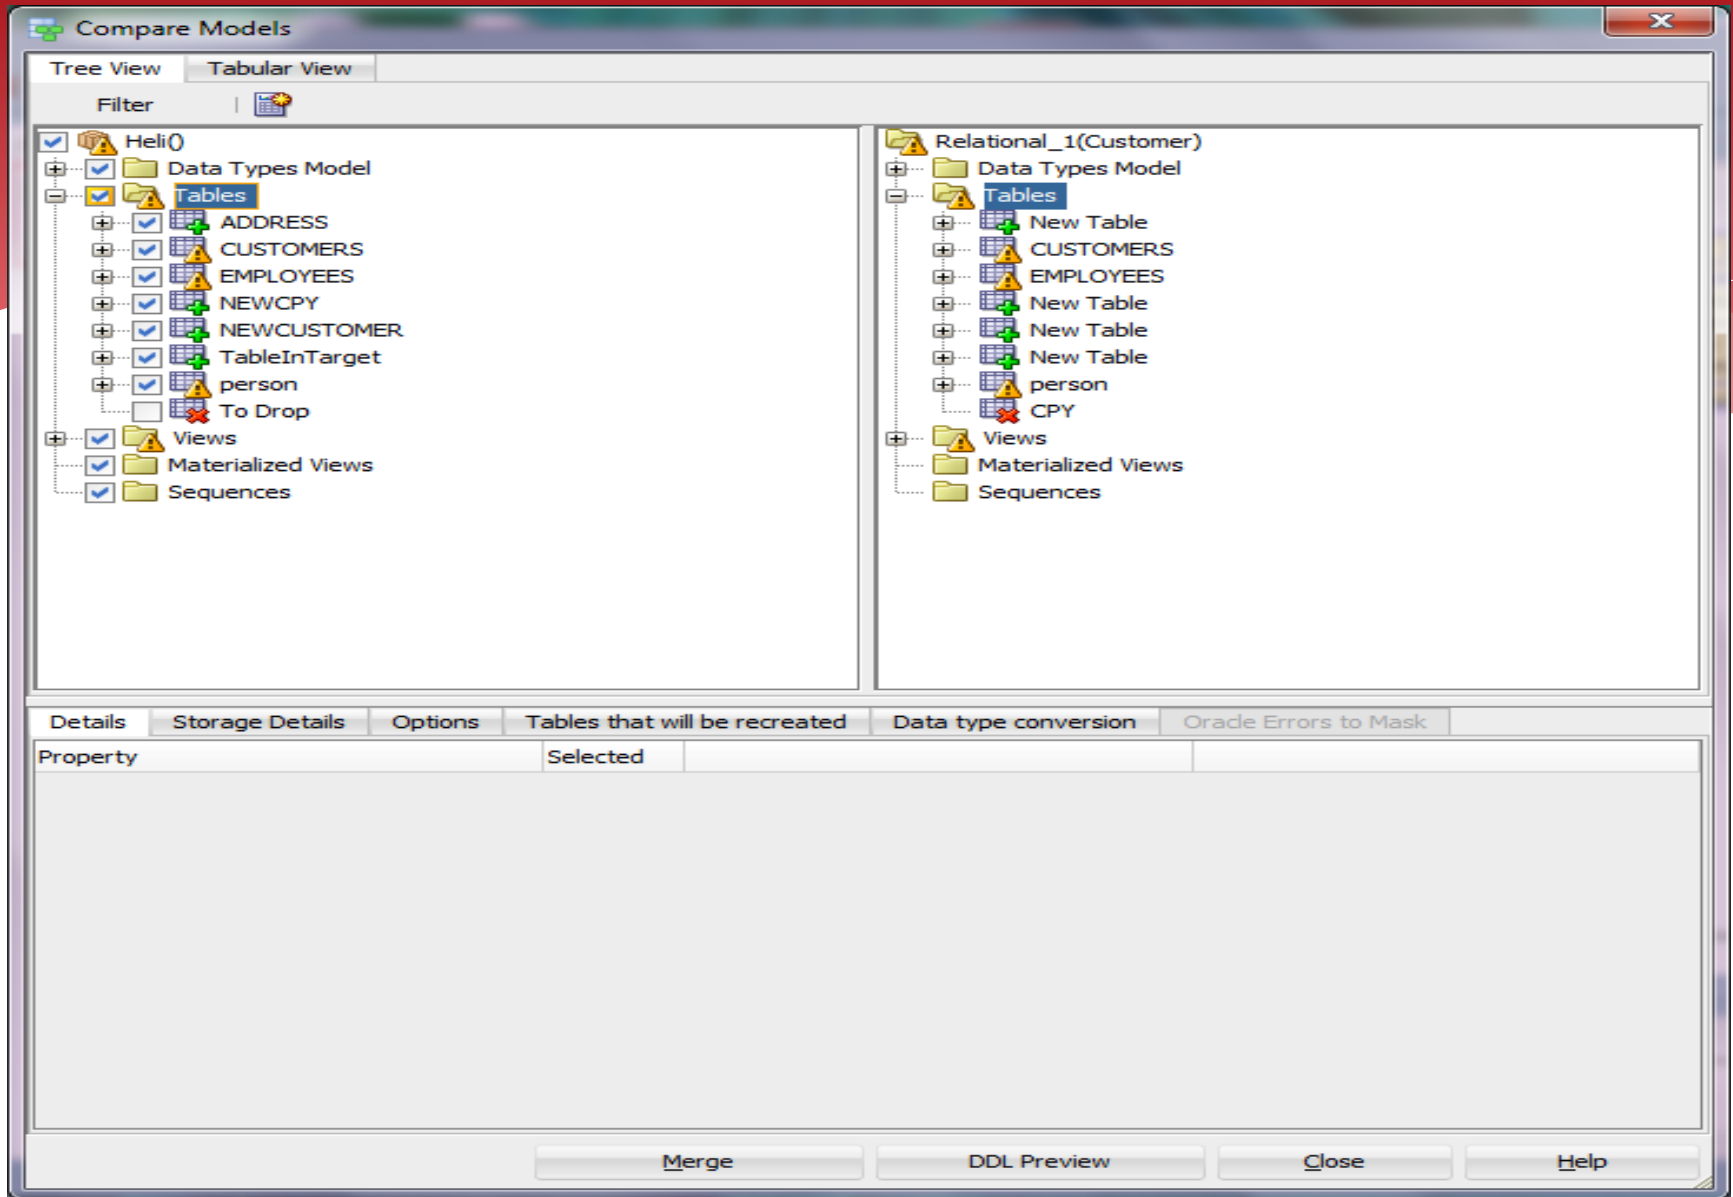 Compare Models
Tree View Tabular View
Filter
Heli()
Data Types Model
Tables
ADDRESS
CUSTOMERS
EMPLOYEES
NEWCPY
NEWCUSTOMER
TableInTarget
person
To Drop
Views
Materialized Views
Sequences
Relational_1(Customer)
Data Types Model
Tables
New Table
CUSTOMERS
EMPLOYEES
New Table
New Table
New Table
person
CPY
Views
Materialized Views
Sequences
Details Storage Details Options Tables that will be recreated Data type conversion Oracle Errors to Mask
Property Selected
Merge DDL Preview Close Help